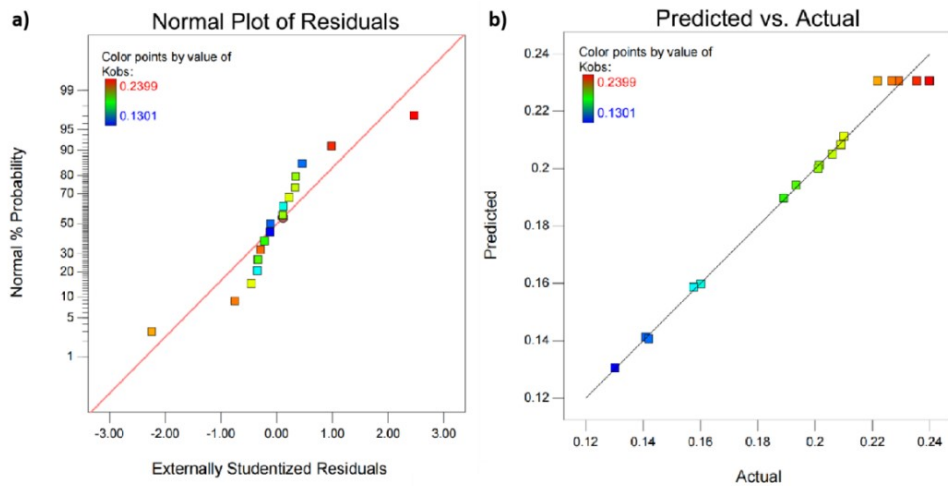 a)
Normal Plot of Residuals
Color points by value of
Kobs:
0.2399
0.1301
Normal % Probability
99
95
90
80
70
50
30
20
10
5
1
-3.00 -2.00 -1.00 0.00 1.00 2.00 3.00
Externally Studentized Residuals
b)
Predicted vs. Actual
Color points by value of
Kobs:
0.2399
0.1301
Predicted
0.24
0.22
0.2
0.18
0.16
0.14
0.12
0.12 0.14 0.16 0.18 0.2 0.22 0.24
Actual